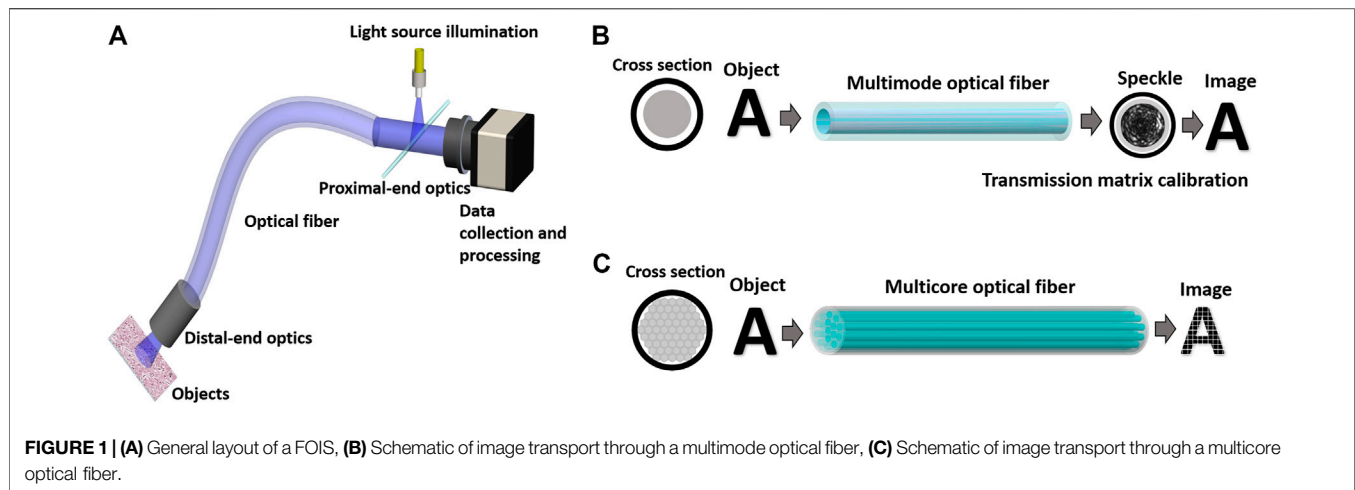 A
Light source illumination
Proximal-end optics
Data
collection and
processing
Optical fiber
Distal-end optics
Objects
B
Cross section
Object
A
Multimode optical fiber
Speckle
Image
A
Transmission matrix calibration
C
Cross section
Object
A
Multicore optical fiber
Image
A
FIGURE 1 | (A) General layout of a FOIS, (B) Schematic of image transport through a multimode optical fiber, (C) Schematic of image transport through a multicore
optical fiber.